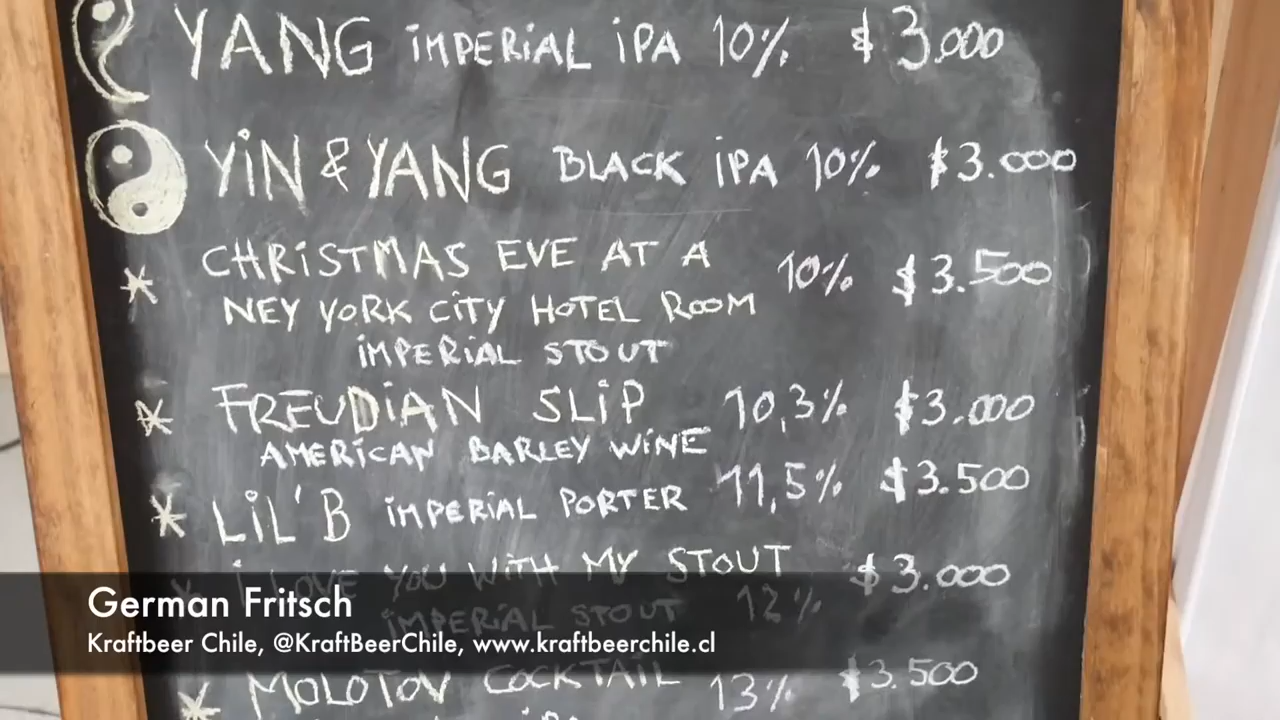 YANG iMPERiAL iPA 10% $3.000
YiN & YANG BLACK iPA 10% $3.000
* CHRiSTMAS EVE AT A
NEY YORK CiTY HOTEL ROOM 10% $3.500
iMPERiAL STOUT
* FREUDiAN SLiP 10,3% $3.000
AMERiCAN BARLEY WiNE
* LiL'B iMPERiAL PORTER 11,5% $3.500
* i LOVE YOU WiTH MY STOUT $3.000
iMPERiAL STOUT 12%
* MOLOTOV COCKTAiL 13% $3.500
German Fritsch
Kraftbeer Chile, @KraftBeerChile, www.kraftbeerchile.cl